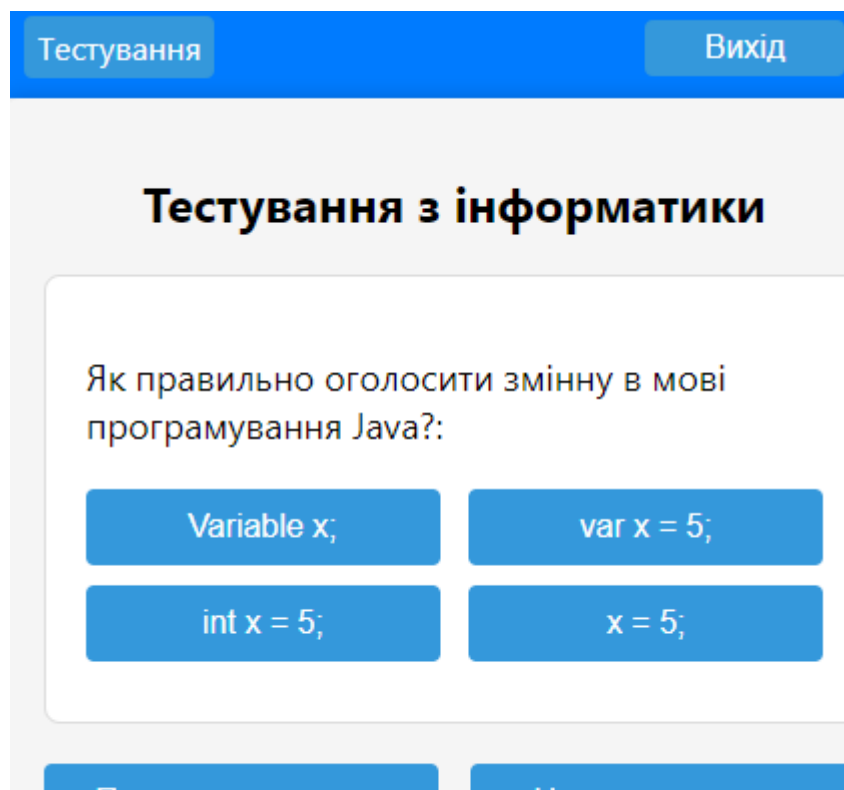 Тестування
Вихід
Тестування з інформатики
Як правильно оголосити змінну в мові
програмування Java?:
Variable x;
var x = 5;
int x = 5;
x = 5;